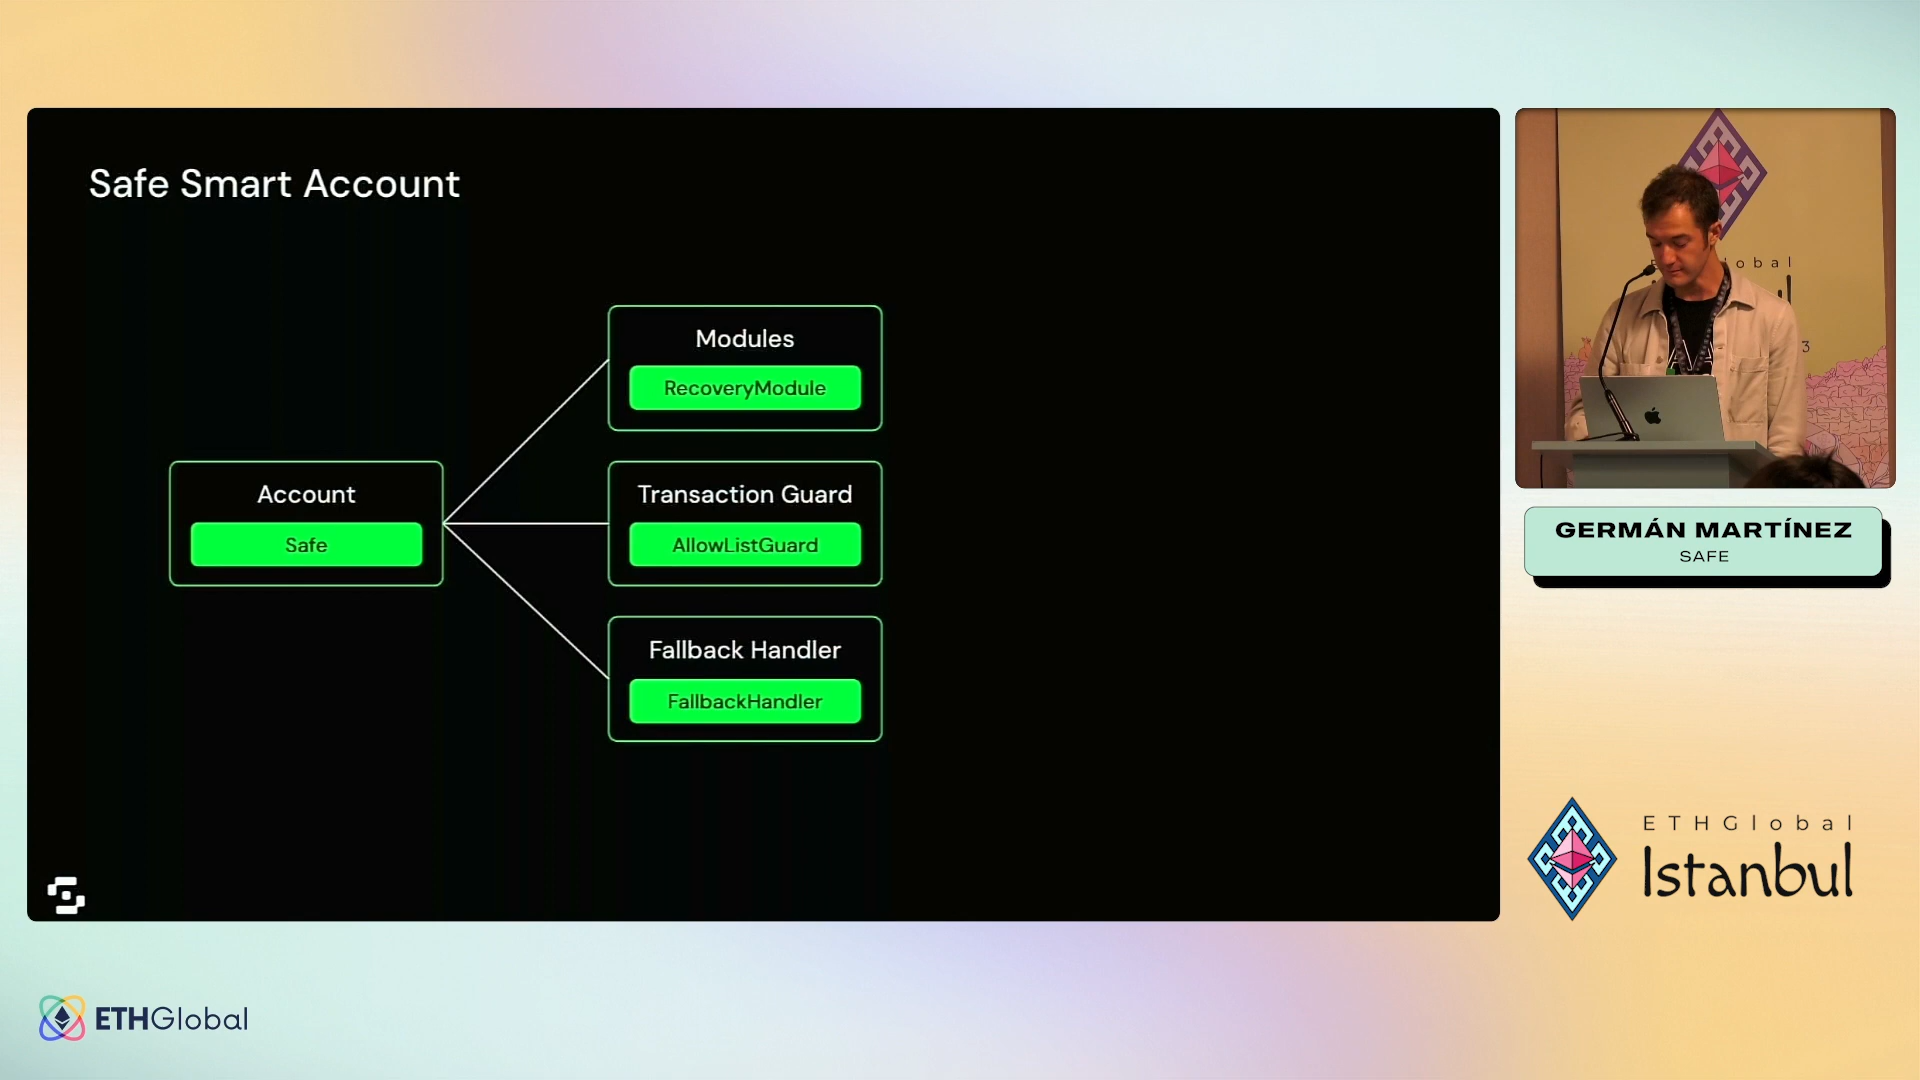 Safe Smart Account
Modules
RecoveryModule
Account
Safe
Transaction Guard
AllowListGuard
Fallback Handler
FallbackHandler
GERMÁN MARTÍNEZ
SAFE
ETHGlobal
Istanbul
ETHGlobal